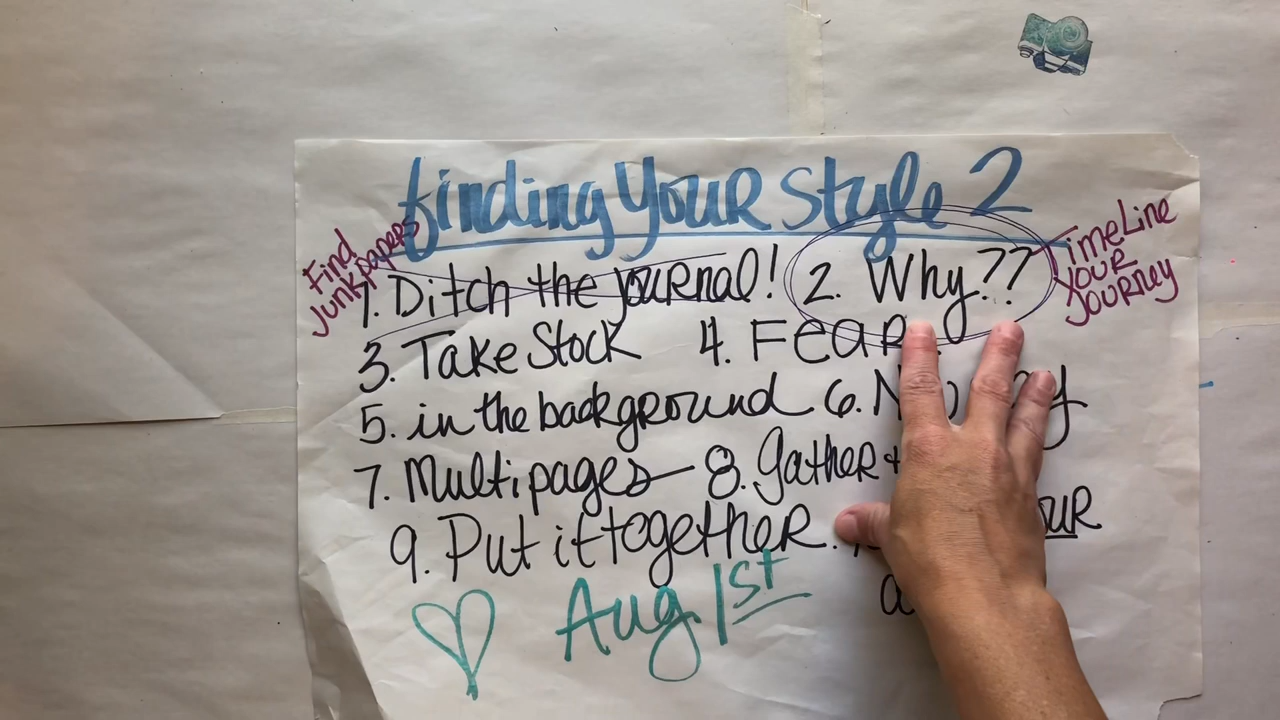 finding Your Style 2
Find
Junk papers
1. Ditch the journal! 2. Why??
TimeLine
Your
Journey
3. Take Stock 4. Fear
5. in the background 6.
7. Multipages 8. Gather +
9. Put it together.
Aug 1st